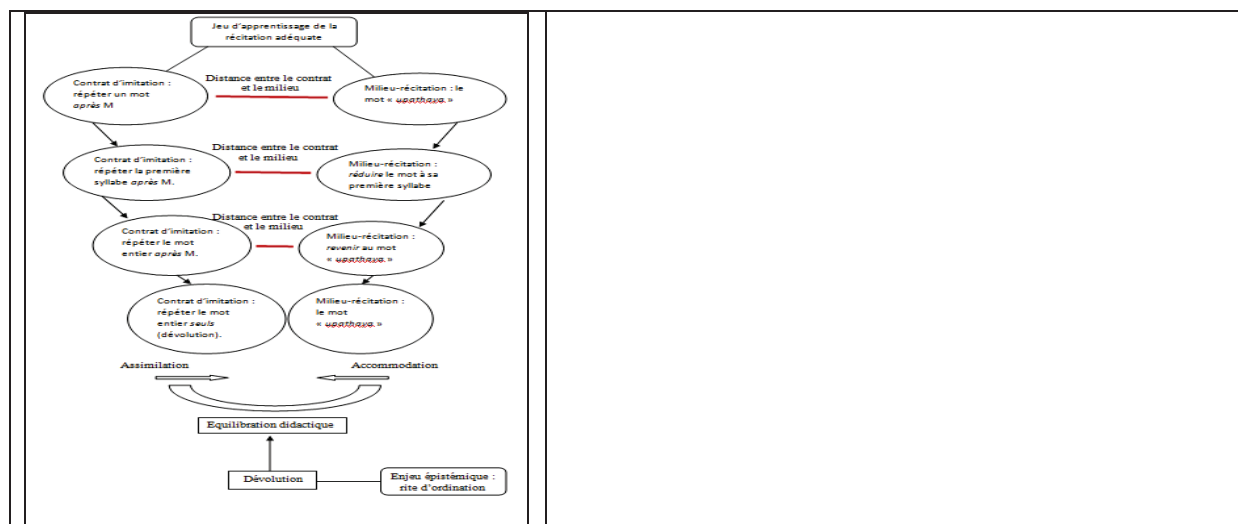 Jeu d'apprentissage de la
récitation adéquate
Contrat d'imitation :
répéter un mot
après M
Distance entre le contrat
et le milieu
Milieu-récitation : le
mot « upathaya. »
Contrat d'imitation :
répéter la première
syllabe après M.
Distance entre le contrat
et le milieu
Milieu-récitation :
réduire le mot à sa
première syllabe
Contrat d'imitation :
répéter le mot
entier après M.
Distance entre le contrat
et le milieu
Milieu-récitation :
revenir au mot
« upathaya. »
Contrat d'imitation :
répéter le mot
entier seuls
(dévolution).
Milieu-récitation :
le mot
« upathaya. »
Assimilation
Accommodation
Equilibration didactique
Dévolution
Enjeu épistémique :
rite d'ordination